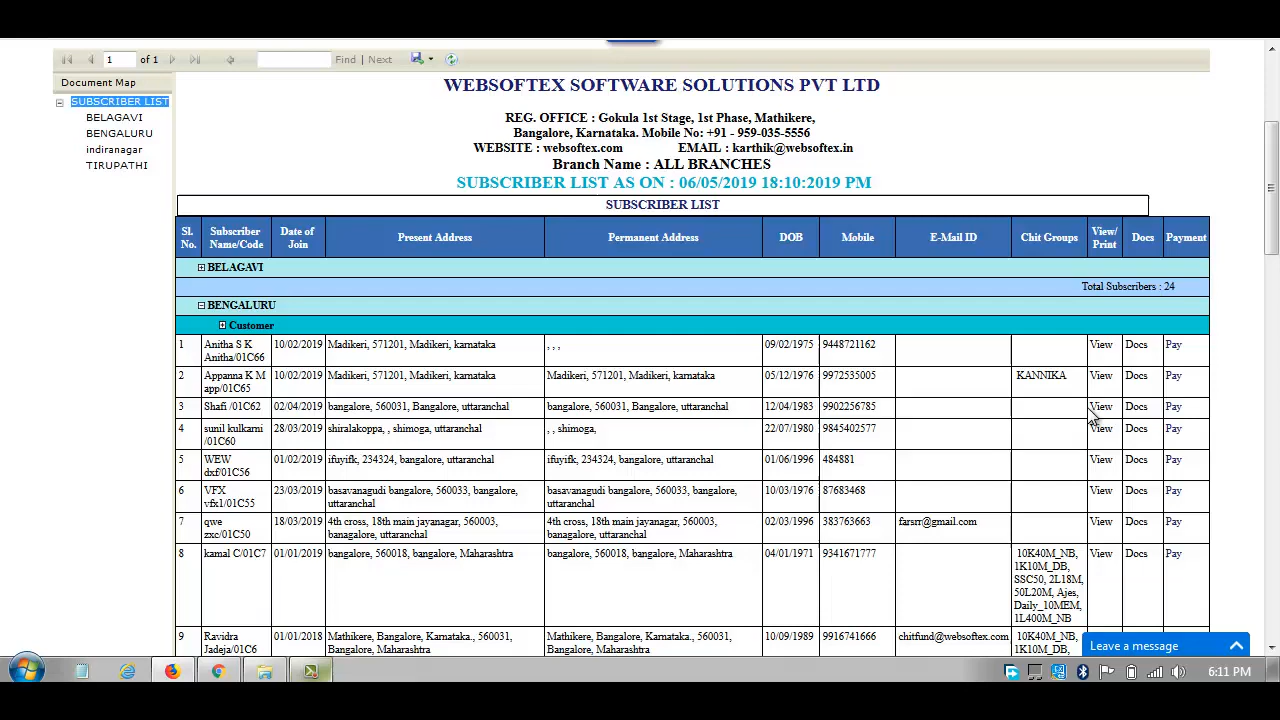 1 of 1 Find | Next
Document Map
SUBSCRIBER LIST
BELAGAVI
BENGALURU
indiranagar
TIRUPATHI
WEBSOFTEX SOFTWARE SOLUTIONS PVT LTD
REG. OFFICE : Gokula 1st Stage, 1st Phase, Mathikere,
Bangalore, Karnataka. Mobile No: +91 - 959-035-5556
WEBSITE : websoftex.com EMAIL : karthik@websoftex.in
Branch Name : ALL BRANCHES
SUBSCRIBER LIST AS ON : 06/05/2019 18:10:2019 PM
SUBSCRIBER LIST
Sl. No. Subscriber Name/Code Date of Join Present Address Permanent Address DOB Mobile E-Mail ID Chit Groups View/ Print Docs Payment
BELAGAVI
Total Subscribers : 24
BENGALURU
Customer
1 Anitha S K 10/02/2019 Madikeri, 571201, Madikeri, karnataka , , , 09/02/1975 9448721162 View Docs Pay
Anitha/01C66
2 Appanna K M 10/02/2019 Madikeri, 571201, Madikeri, karnataka Madikeri, 571201, Madikeri, karnataka 05/12/1976 9972535005 KANNIKA View Docs Pay
app/01C65
3 Shafi /01C62 02/04/2019 bangalore, 560031, Bangalore, uttaranchal bangalore, 560031, Bangalore, uttaranchal 12/04/1983 9902256785 View Docs Pay
4 sunil kulkarni 28/03/2019 shiralakoppa, , shimoga, uttaranchal , , shimoga, 22/07/1980 9845402577 View Docs Pay
/01C60
5 WEW 01/02/2019 ifuyifk, 234324, bangalore, uttaranchal ifuyifk, 234324, bangalore, uttaranchal 01/06/1996 484881 View Docs Pay
dxf/01C56
6 VFX 23/03/2019 basavanagudi bangalore, 560033, bangalore, basavanagudi bangalore, 560033, bangalore, 10/03/1976 87683468 View Docs Pay
vfx1/01C55 uttaranchal uttaranchal
7 qwe 18/03/2019 4th cross, 18th main jayanagar, 560003, 4th cross, 18th main jayanagar, 560003, 02/03/1996 383763663 farsrr@gmail.com View Docs Pay
zxc/01C50 banagalore, uttaranchal banagalore, uttaranchal
8 kamal C/01C7 01/01/2019 bangalore, 560018, bangalore, Maharashtra bangalore, 560018, bangalore, Maharashtra 04/01/1971 9341671777 10K40M_NB, View Docs Pay
1K10M_DB,
SSC50, 2L18M,
50L20M, Ajes,
Daily_10MEM,
1L400M_NB
9 Ravidra 01/01/2018 Mathikere, Bangalore, Karnataka., 560031, Mathikere, Bangalore, Karnataka., 560031, 10/09/1989 9916741666 chitfund@websoftex.com 10K40M_NB,
Jadeja/01C6 Bangalore, Maharashtra Bangalore, Maharashtra 1K10M_DB,
Leave a message
6:11 PM